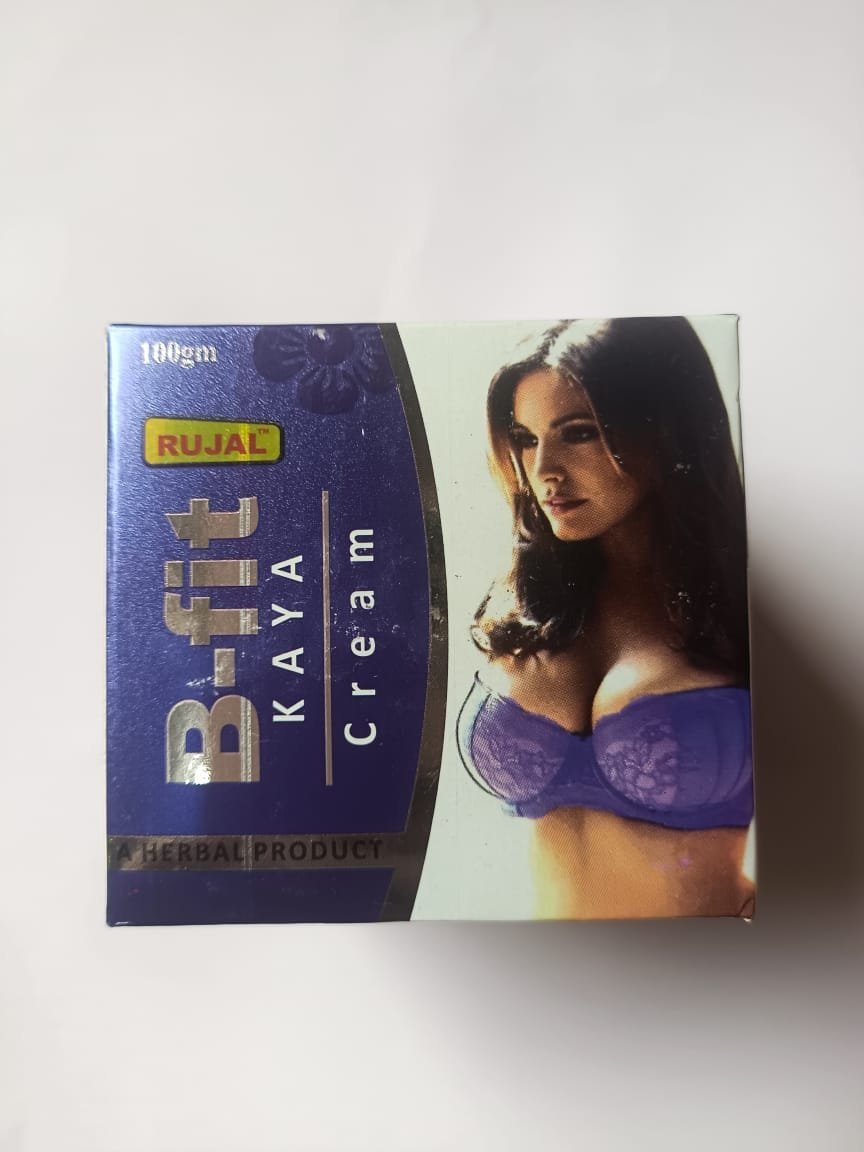 100gm
RUJAL™
B-fit
KAYA
Cream
A HERBAL PRODUCT